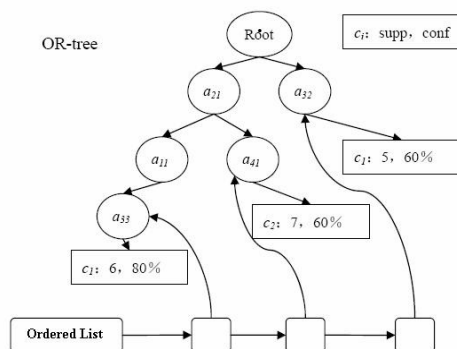 Root
OR-tree
cᵢ: supp, conf
a₂₁
a₃₂
a₁₁
a₄₁
c₁: 5, 60%
a₃₃
c₂: 7, 60%
c₁: 6, 80%
Ordered List